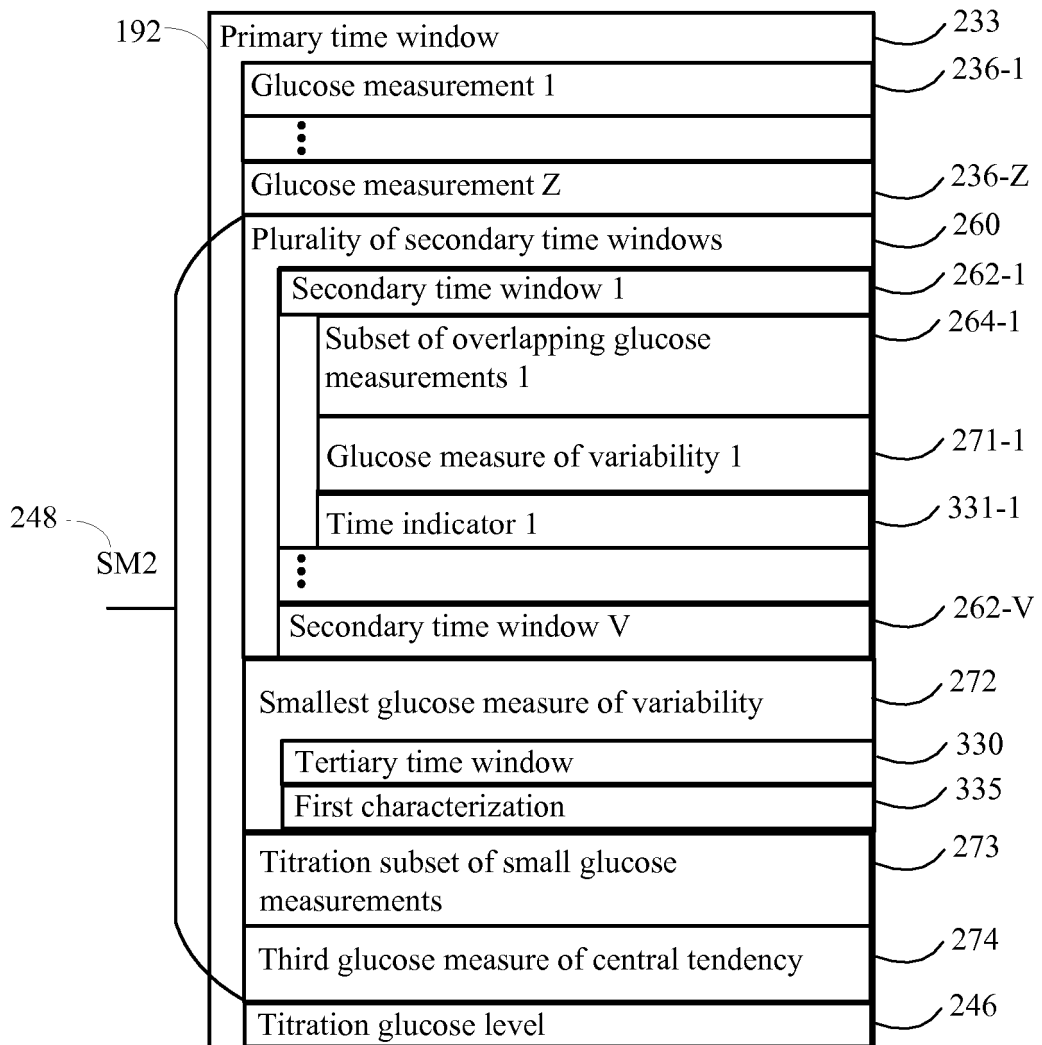 192
Primary time window
233
Glucose measurement 1
236-1
Glucose measurement Z
236-Z
Plurality of secondary time windows
260
Secondary time window 1
262-1
Subset of overlapping glucose
measurements 1
264-1
Glucose measure of variability 1
271-1
Time indicator 1
331-1
248
SM2
Secondary time window V
262-V
Smallest glucose measure of variability
272
Tertiary time window
330
First characterization
335
Titration subset of small glucose
measurements
273
Third glucose measure of central tendency
274
Titration glucose level
246